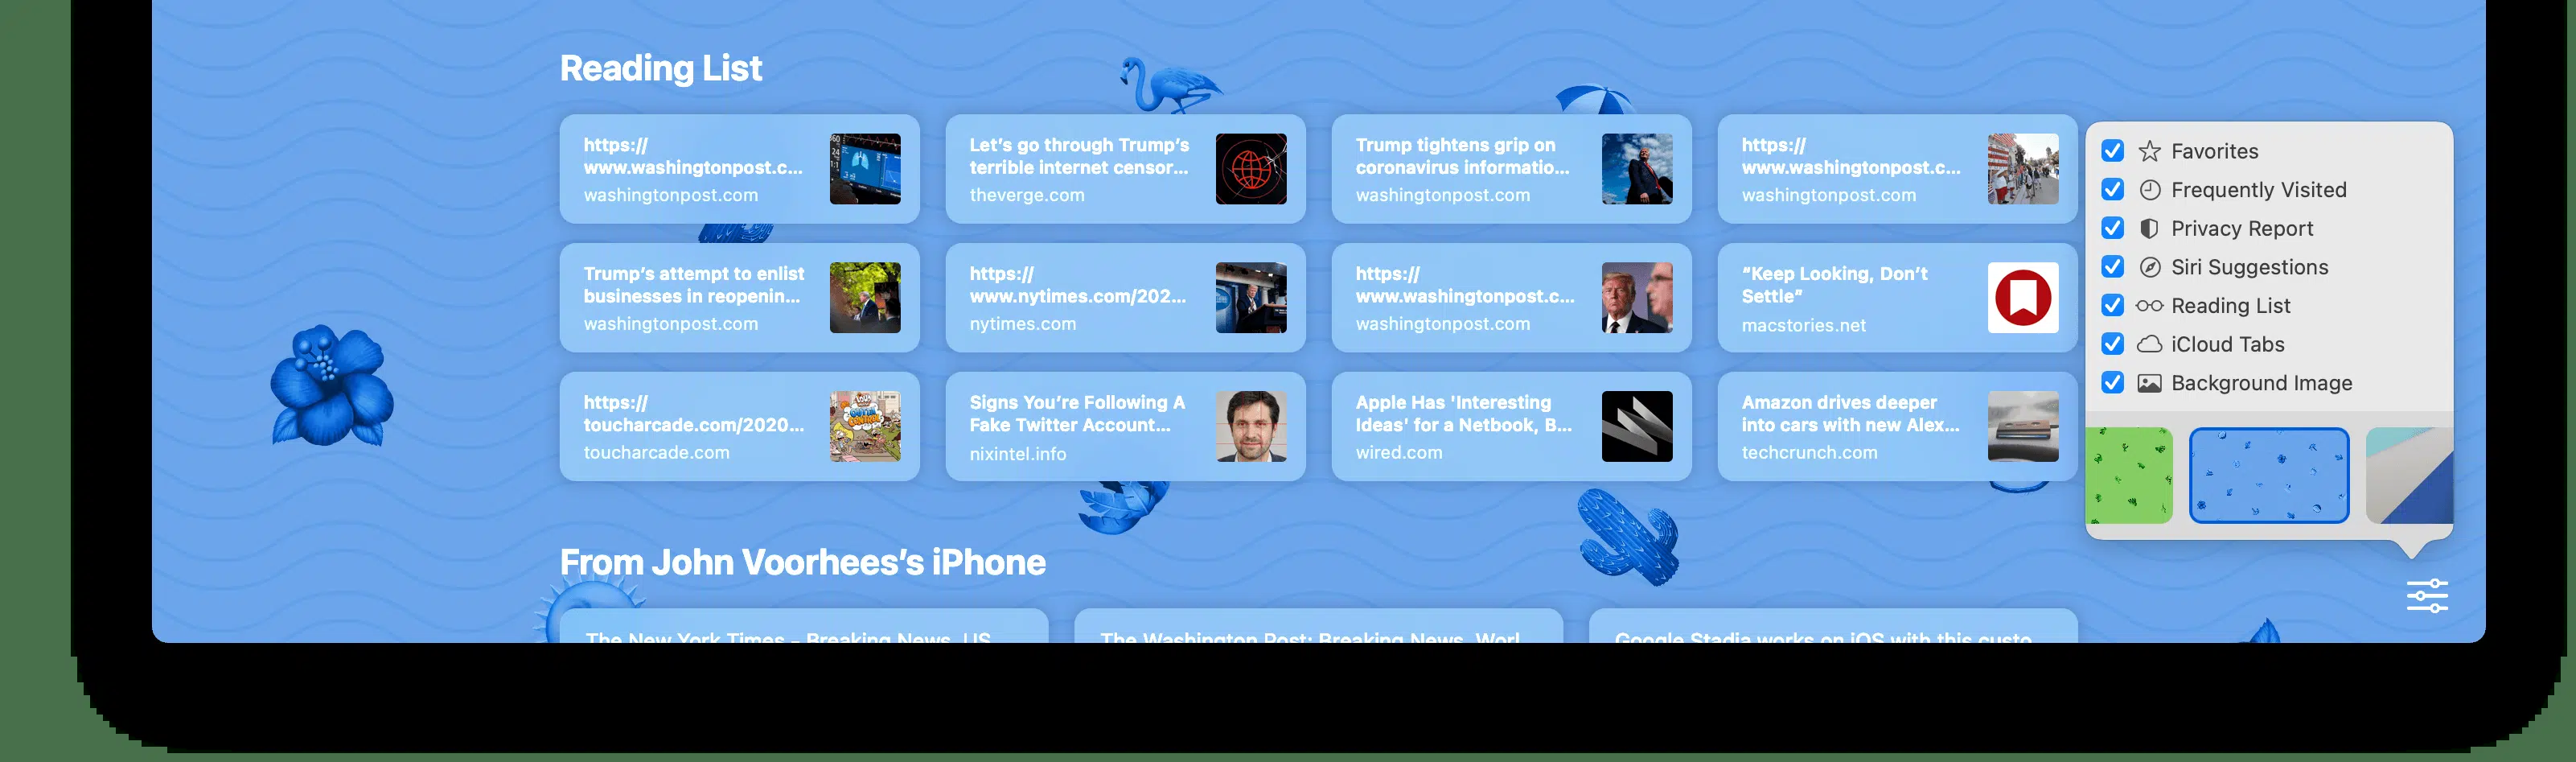 Reading List
https://
www.washingtonpost.c...
washingtonpost.com
Let's go through Trump's
terrible internet censor...
theverge.com
Trump tightens grip on
coronavirus informatio...
washingtonpost.com
https://
www.washingtonpost.c...
washingtonpost.com
Trump's attempt to enlist
businesses in reopenin...
washingtonpost.com
https://
www.nytimes.com/202...
nytimes.com
https://
www.washingtonpost.c...
washingtonpost.com
“Keep Looking, Don't
Settle”
macstories.net
https://
toucharcade.com/2020...
toucharcade.com
Signs You're Following A
Fake Twitter Account...
nixintel.info
Apple Has 'Interesting
Ideas' for a Netbook, B...
wired.com
Amazon drives deeper
into cars with new Alex...
techcrunch.com
From John Voorhees's iPhone
The New York Times - Breaking News, US
The Washington Post: Breaking News, Worl
Google Stadia works on iOS with this custo
Favorites
Frequently Visited
Privacy Report
Siri Suggestions
Reading List
iCloud Tabs
Background Image